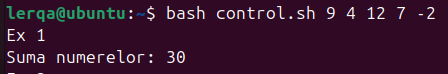 lerqa@ubuntu:~$ bash control.sh 9 4 12 7 -2
Ex 1
Suma numerelor: 30